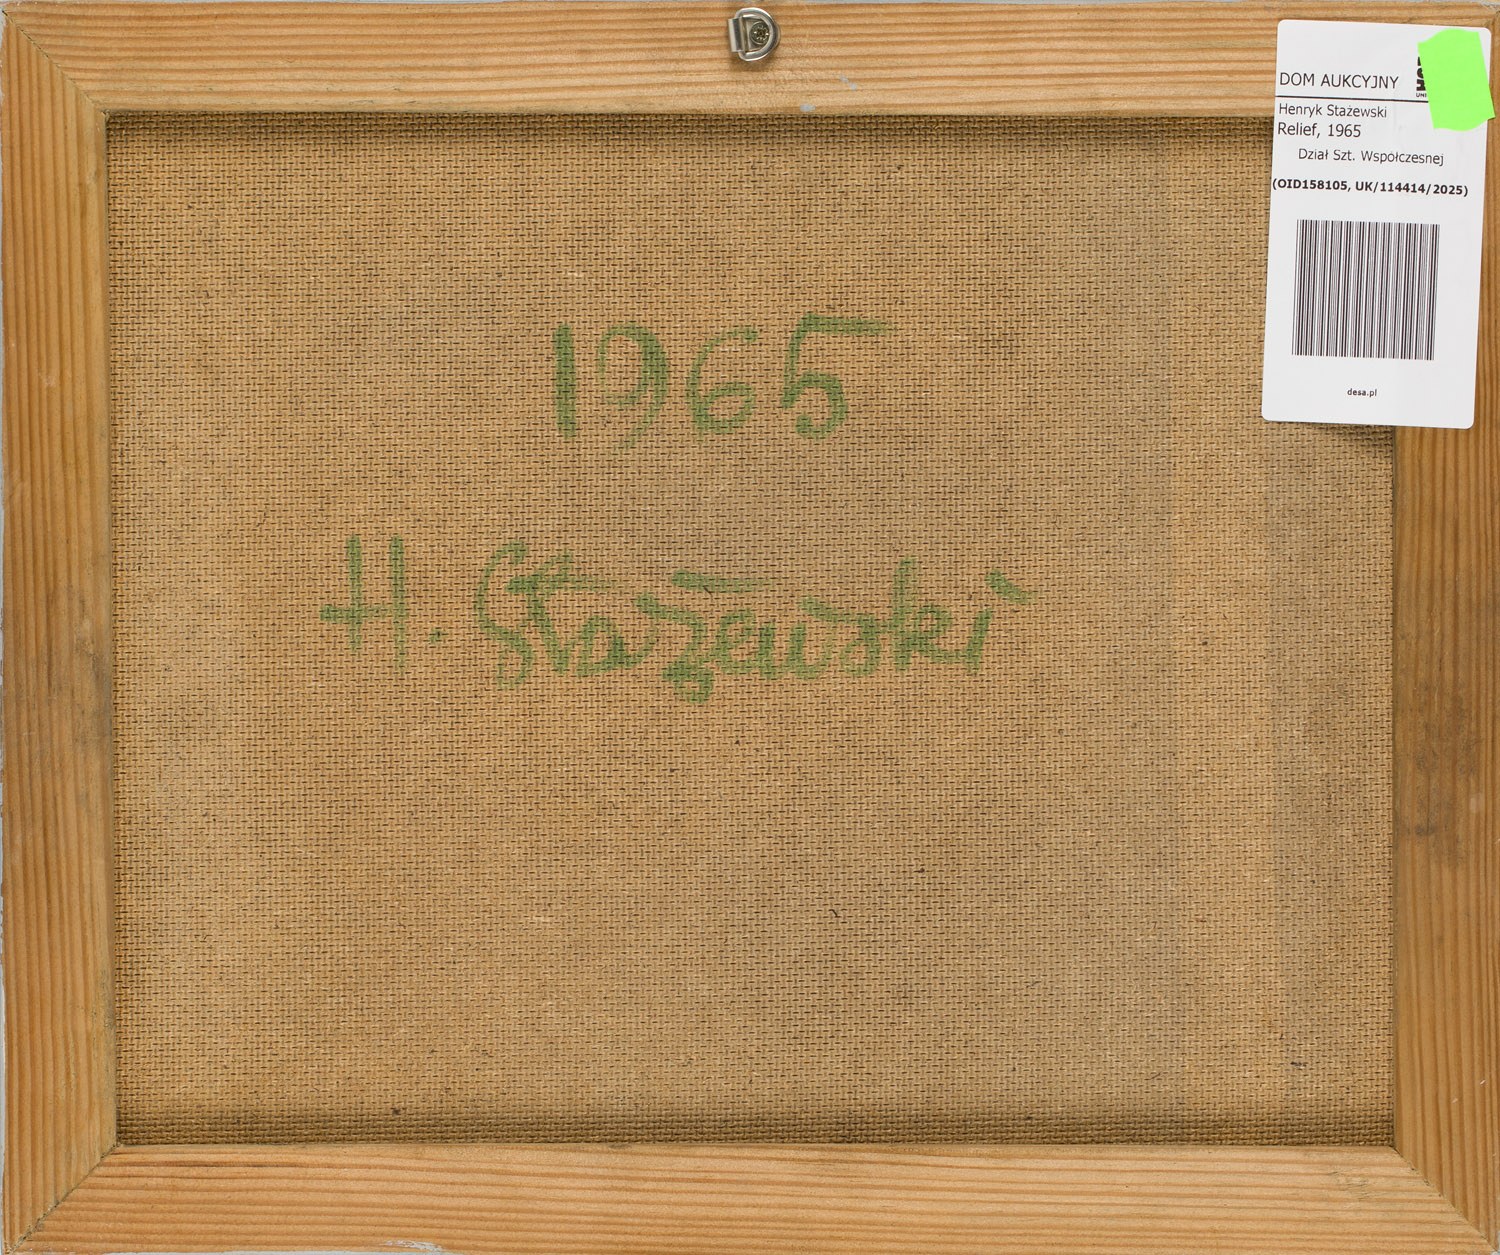 DOM AUKCYJNY
Henryk Stażewski
Relief, 1965
Dział Szt. Współczesnej
(OID158105, UK/114414/2025)
desa.pl
1965
H. Stażewski